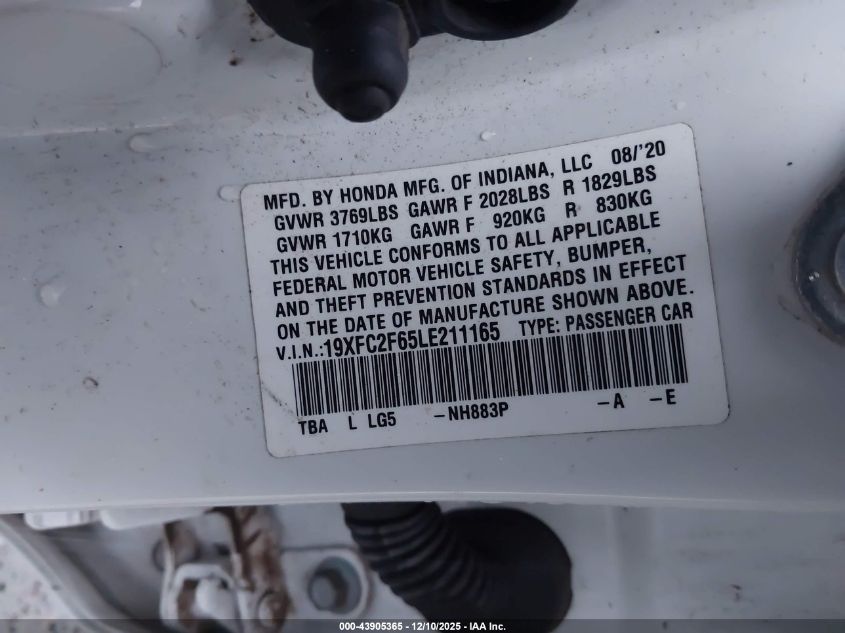 MFD. BY HONDA MFG. OF INDIANA, LLC 08/'20
GVWR 3769LBS GAWR F 2028LBS R 1829LBS
GVWR 1710KG GAWR F 920KG R 830KG
THIS VEHICLE CONFORMS TO ALL APPLICABLE
FEDERAL MOTOR VEHICLE SAFETY, BUMPER,
AND THEFT PREVENTION STANDARDS IN EFFECT
ON THE DATE OF MANUFACTURE SHOWN ABOVE.
V.I.N.:19XFC2F65LE211165 TYPE: PASSENGER CAR
TBA L LG5 -NH883P -A -E
000-43905365 - 12/10/2025 - IAA Inc.